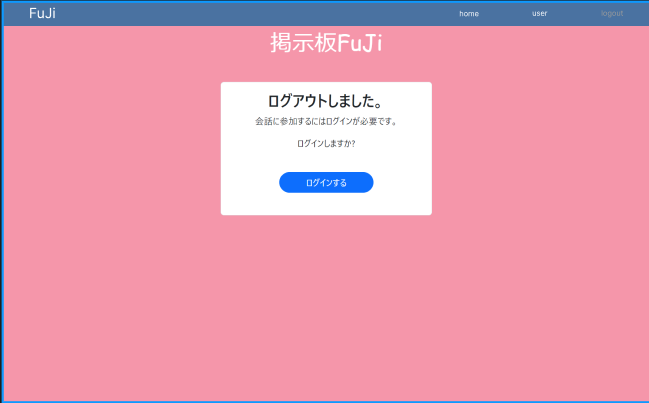 FuJi home user logout
掲示板FuJi
ログアウトしました。
会話に参加するにはログインが必要です。
ログインしますか?
ログインする